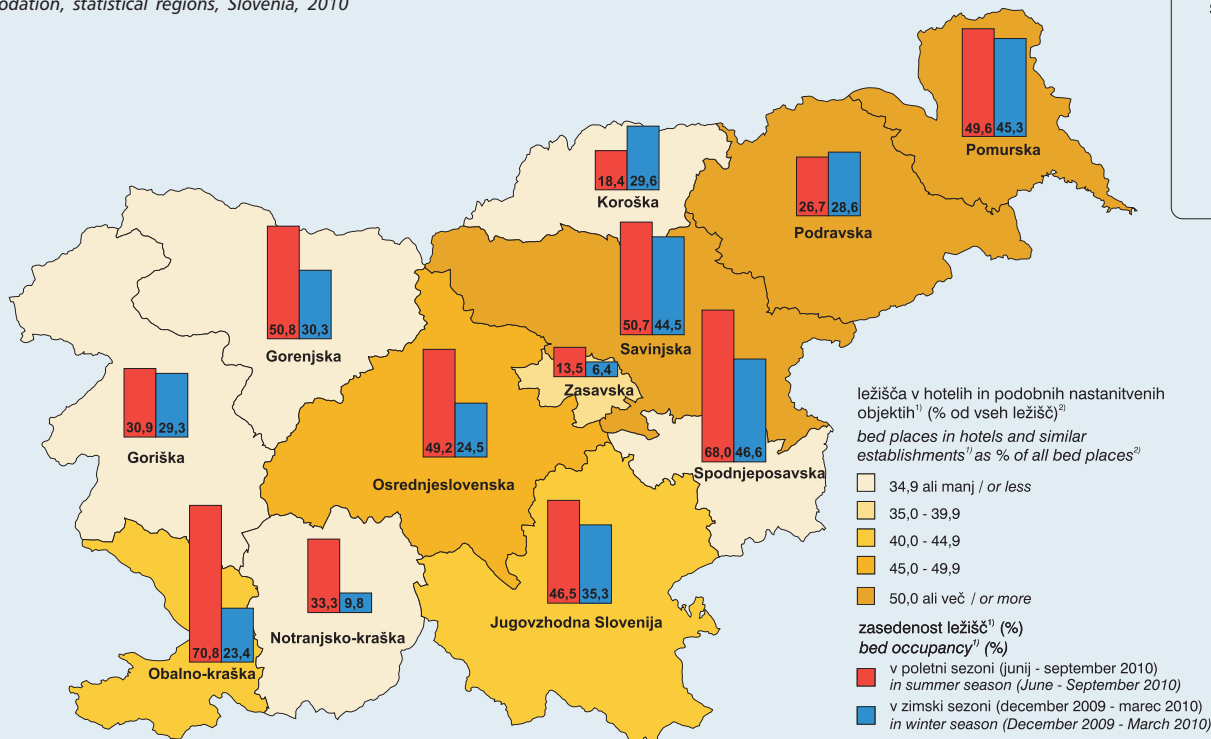 odation, statistical regions, Slovenia, 2010
49,6 45,3
Pomurska
18,4 29,6
Koroška
26,7 28,6
Podravska
50,8 30,3
Gorenjska
50,7 44,5
Savinjska
13,5 6,4
Zasavska
30,9 29,3
Goriška
49,2 24,5
Osrednjeslovenska
68,0 46,6
Spodnjeposavska
46,5 35,3
Jugovzhodna Slovenija
33,3 9,8
Notranjsko-kraška
70,8 23,4
Obalno-kraška
ležišča v hotelih in podobnih nastanitvenih
objektih1) (% od vseh ležišč)2)
bed places in hotels and similar
establishments1) as % of all bed places2)
34,9 ali manj / or less
35,0 - 39,9
40,0 - 44,9
45,0 - 49,9
50,0 ali več / or more
zasedenost ležišč1) (%)
bed occupancy1) (%)
v poletni sezoni (junij - september 2010)
in summer season (June - September 2010)
v zimski sezoni (december 2009 - marec 2010)
in winter season (December 2009 - March 2010)